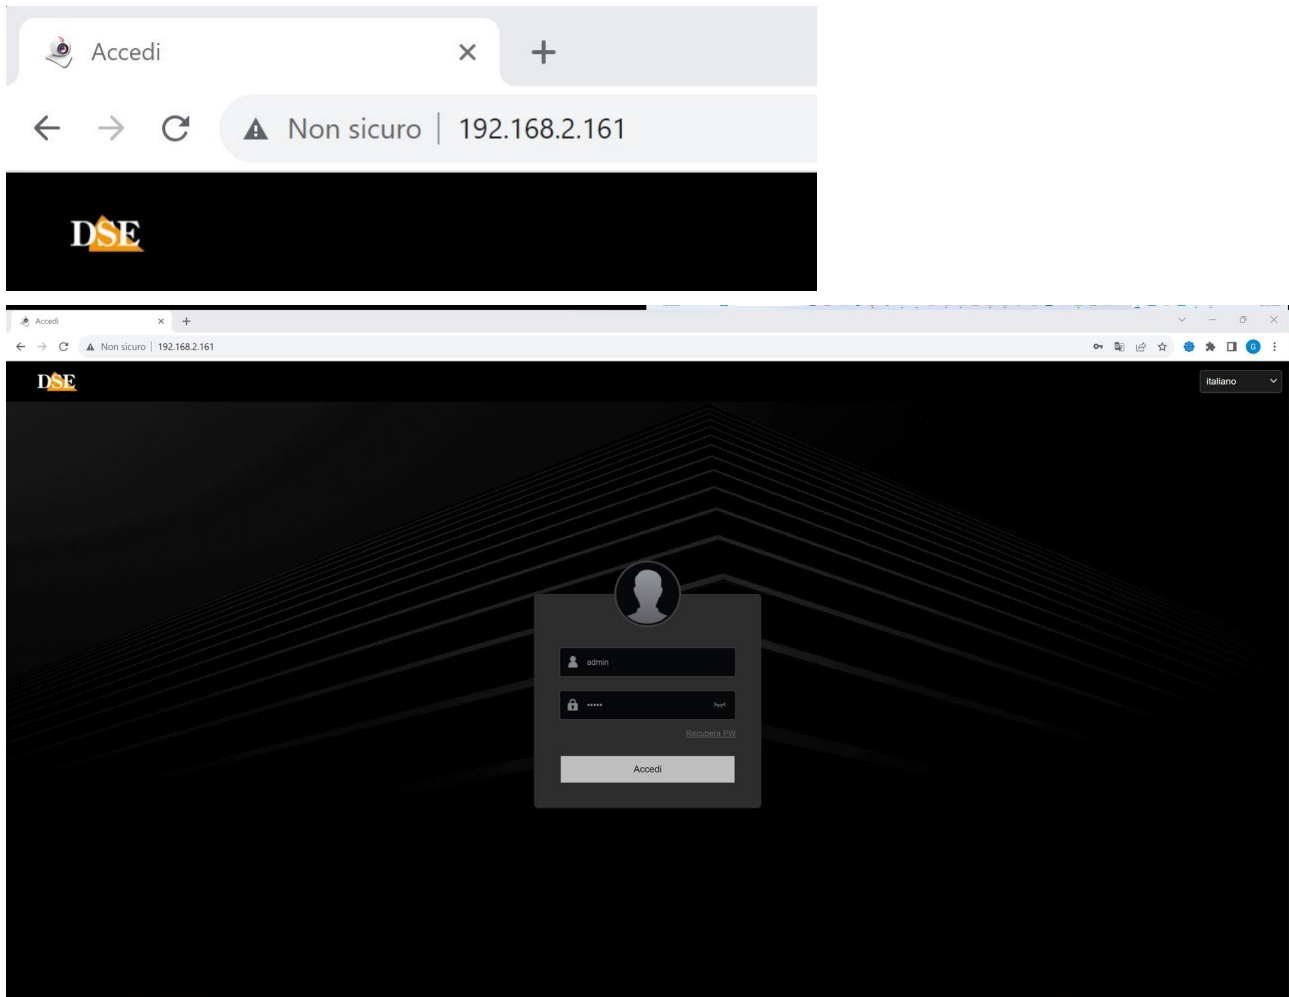 Accedi
Non sicuro 192.168.2.161
DSE
Accedi
Non sicuro 192.168.2.161
G
DSE
italiano
admin
•••••
Recupera PW
Accedi